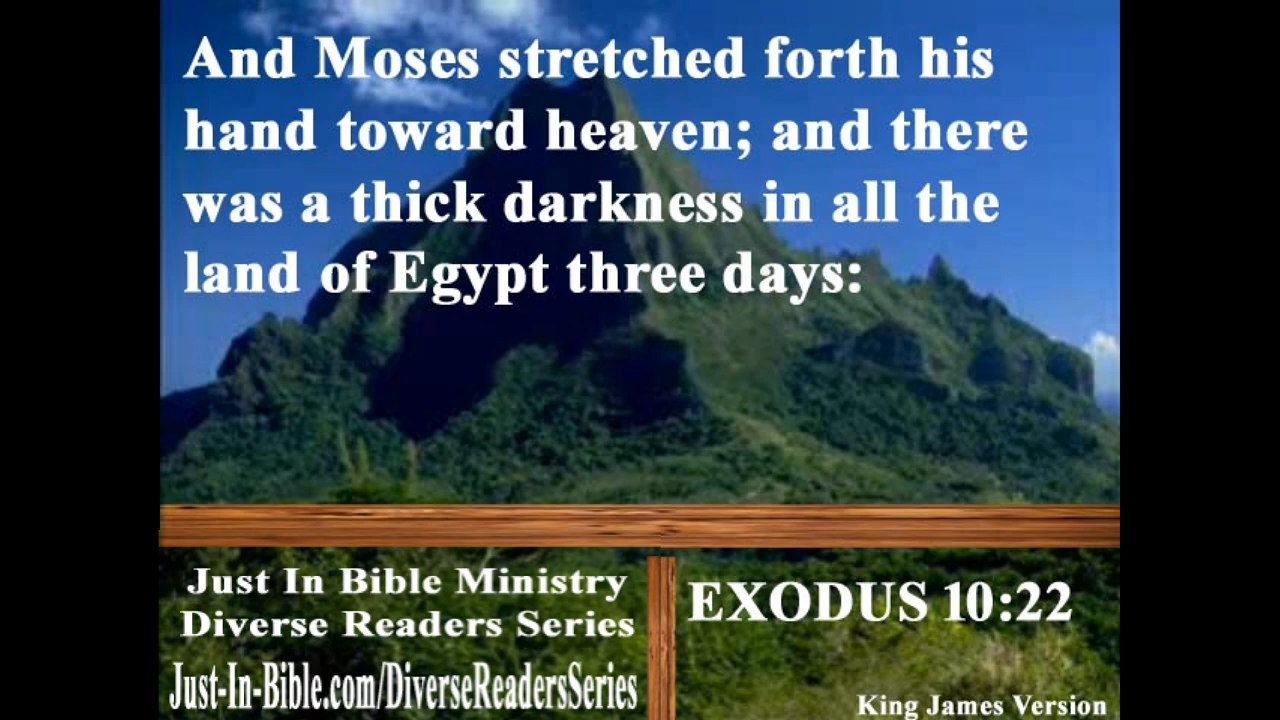 And Moses stretched forth his
hand toward heaven; and there
was a thick darkness in all the
land of Egypt three days:
Just In Bible Ministry
Diverse Readers Series
Just-In-Bible.com/DiverseReadersSeries
EXODUS 10:22
King James Version